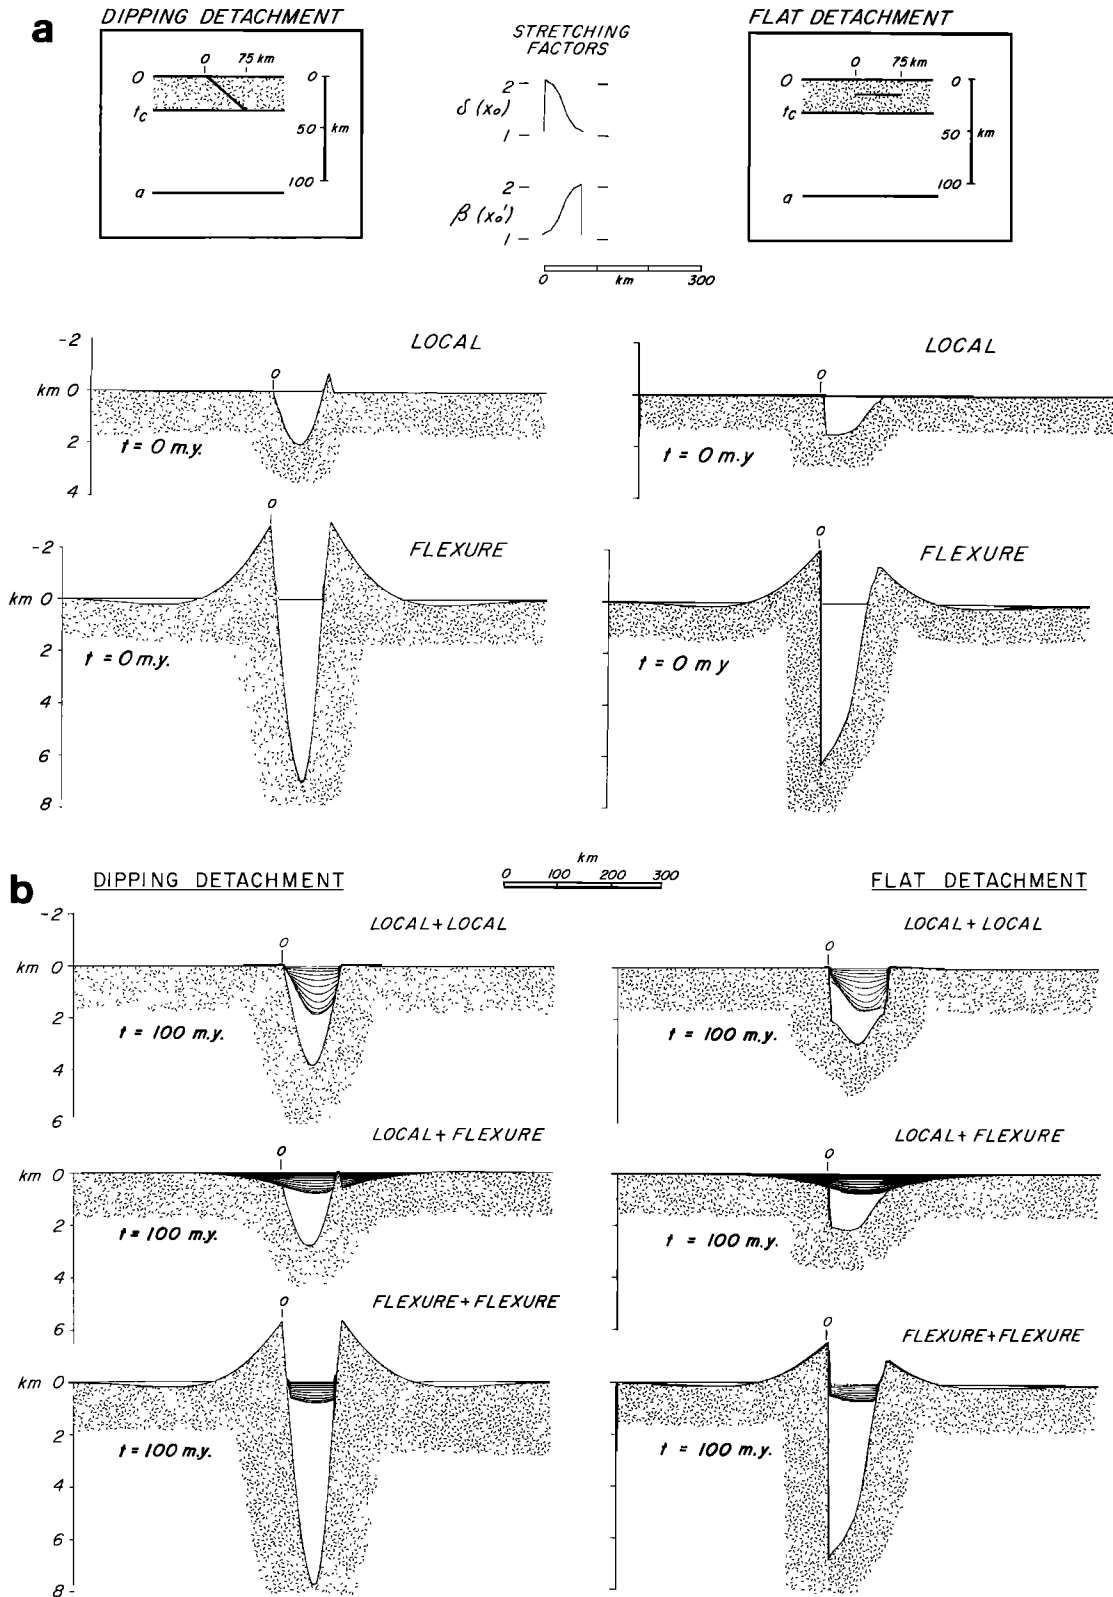 a
DIPPING DETACHMENT
0 75 km
0
tc
a
0
50
100
km
STRETCHING
FACTORS
δ (xo)
2
1
β (xo')
2
1
0 km 300
FLAT DETACHMENT
0 75 km
0
tc
a
0
50
100
km
LOCAL
-2
km 0
2
4
0
t = 0 m.y.
LOCAL
0
t = 0 m.y
FLEXURE
0
-2
km 0
2
4
6
8
t = 0 m.y.
FLEXURE
0
t = 0 m y
b
DIPPING DETACHMENT
km
0 100 200 300
FLAT DETACHMENT
LOCAL + LOCAL
-2
km 0
2
4
6
0
t = 100 m.y.
LOCAL + LOCAL
0
t = 100 m.y.
LOCAL + FLEXURE
0
km 0
2
4
6
t = 100 m.y.
LOCAL + FLEXURE
0
t = 100 m.y.
FLEXURE + FLEXURE
0
km 0
2
4
6
8
t = 100 m.y.
FLEXURE + FLEXURE
0
t = 100 m.y.